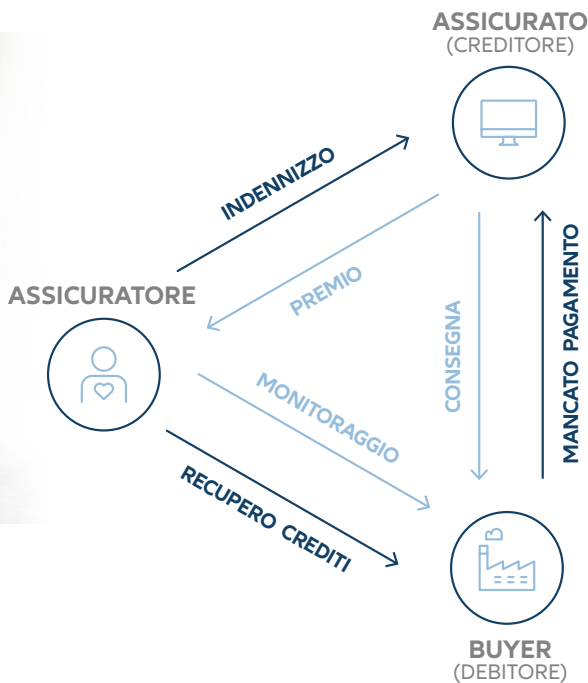 ASSICURATO
(CREDITORE)
INDENNIZZO
PREMIO
ASSICURATORE
CONSEGNA
MANCATO PAGAMENTO
MONITORAGGIO
RECUPERO CREDITI
BUYER
(DEBITORE)